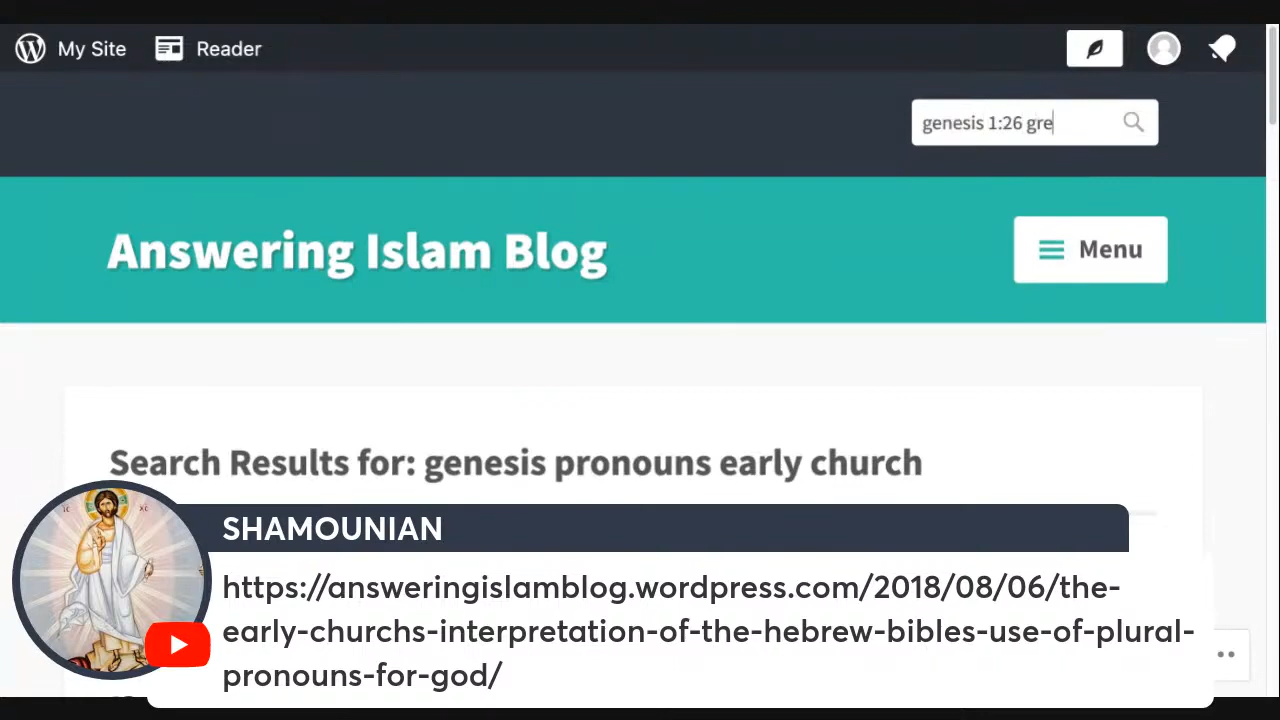 My Site Reader
genesis 1:26 gre
Answering Islam Blog
Menu
Search Results for: genesis pronouns early church
SHAMOUNIAN
https://answeringislamblog.wordpress.com/2018/08/06/the-
early-churchs-interpretation-of-the-hebrew-bibles-use-of-plural-
pronouns-for-god/